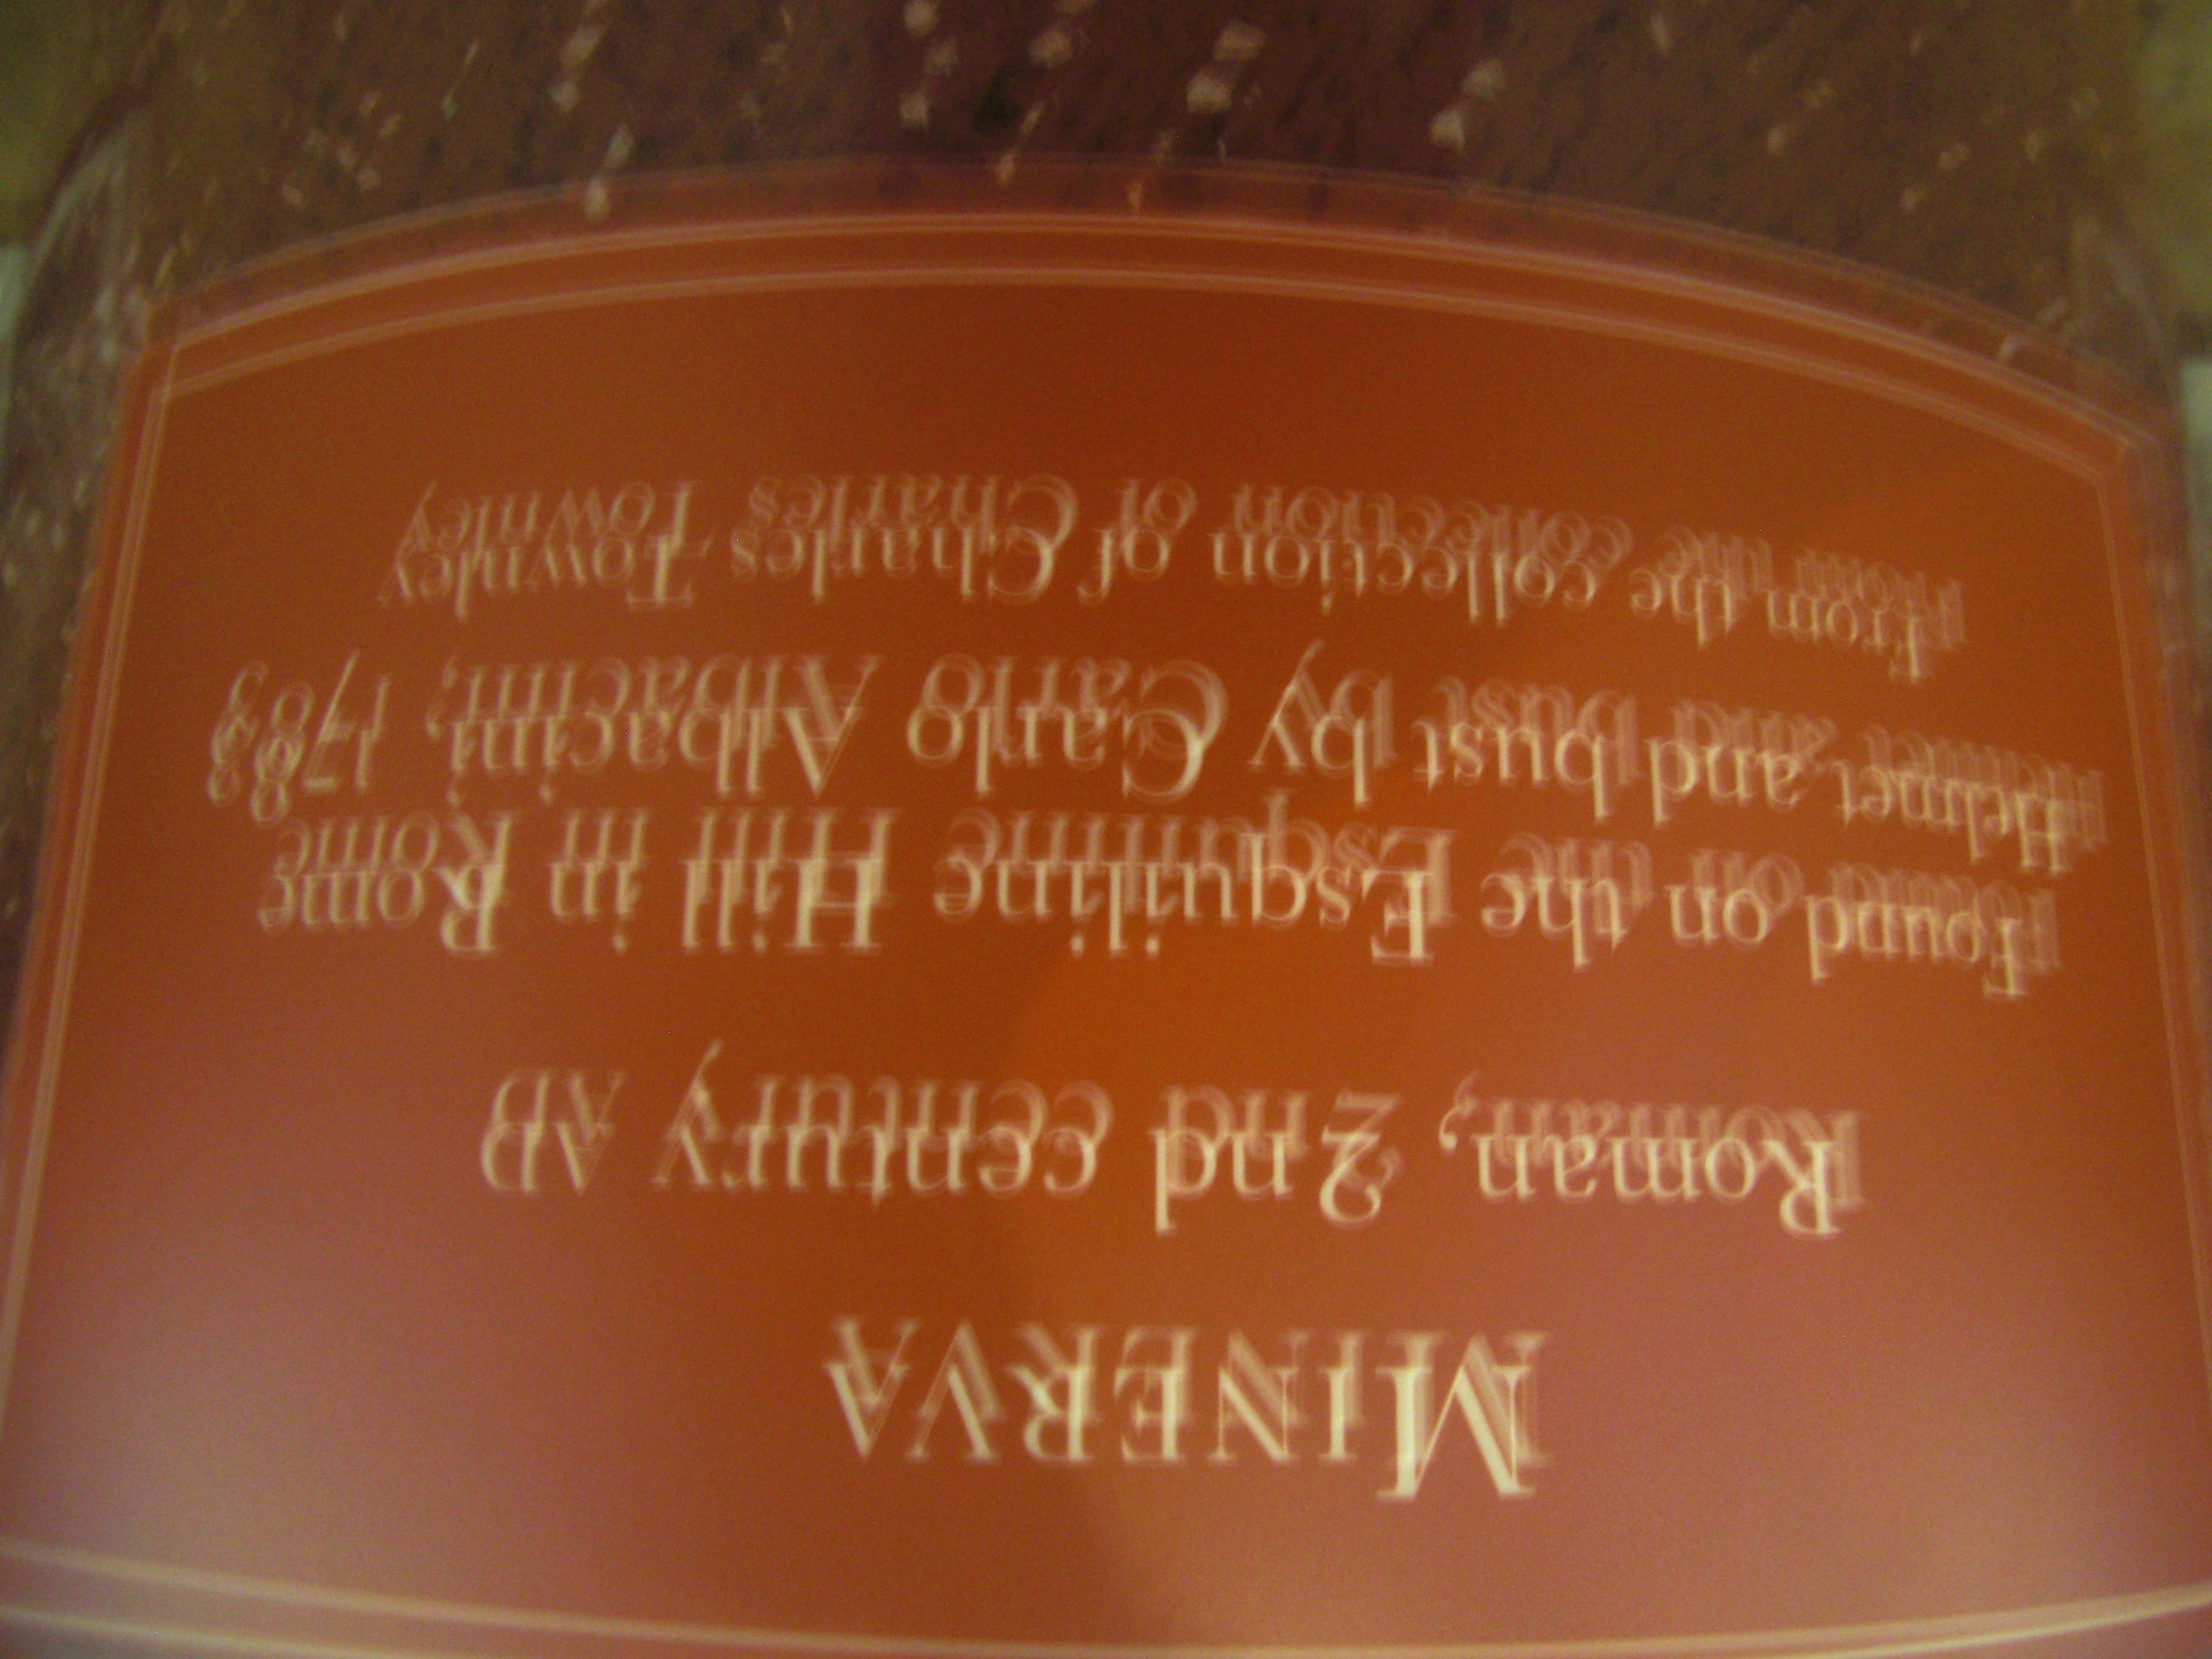 MINERVA
Roman, 2nd century AD
Found on the Esquiline Hill in Rome
Helmet and bust by Carlo Albacini, 1783
From the collection of Charles Townley